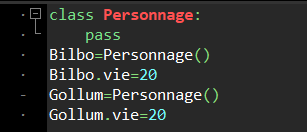 class Personnage:
    pass
Bilbo=Personnage()
Bilbo.vie=20
Gollum=Personnage()
Gollum.vie=20